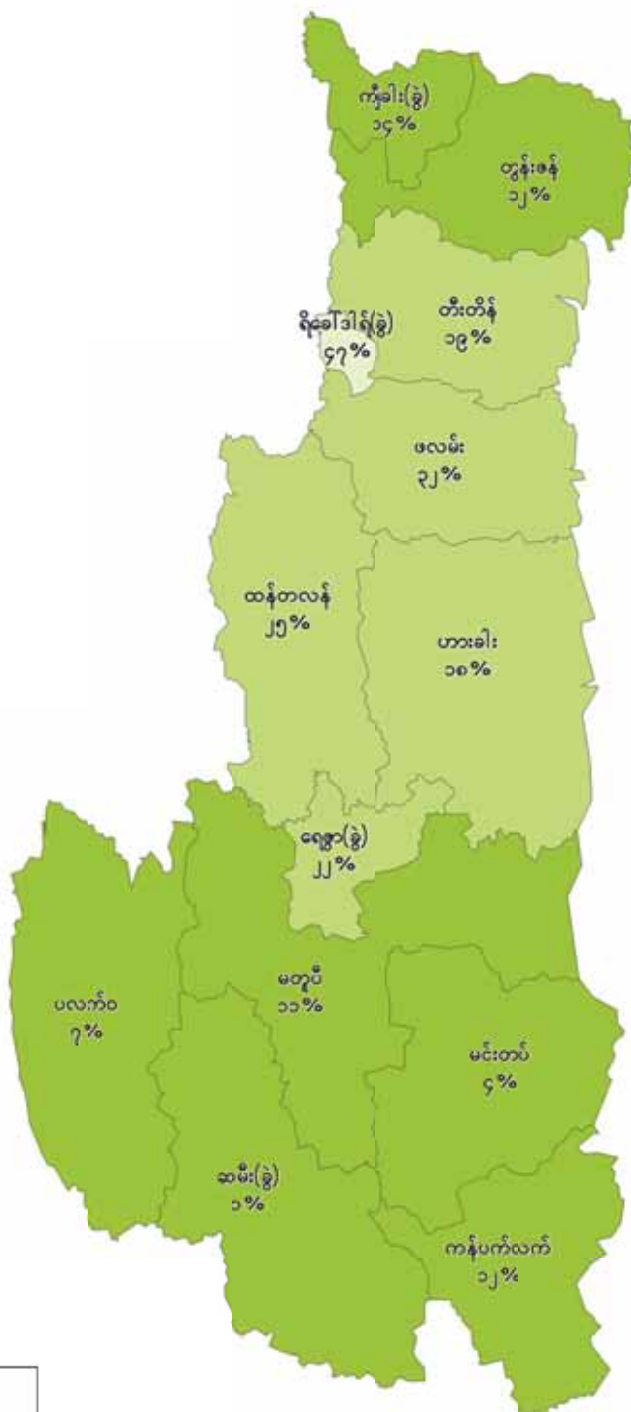 ကျီခါး(ခွဲ)
၁၄%
တွန်းဇန်
၁၂%
တီးတိန်
၁၉%
ရိခေါ်ဒါရ်(ခွဲ)
၄၇%
ဖလမ်း
၃၂%
ထန်တလန်
၂၅%
ဟားခါး
၁၈%
ရေဇွာ(ခွဲ)
၂၂%
မတူပီ
၁၁%
ပလက်ဝ
၇%
မင်းတပ်
၄%
ဆမီး(ခွဲ)
၁%
ကန်ပက်လက်
၁၂%